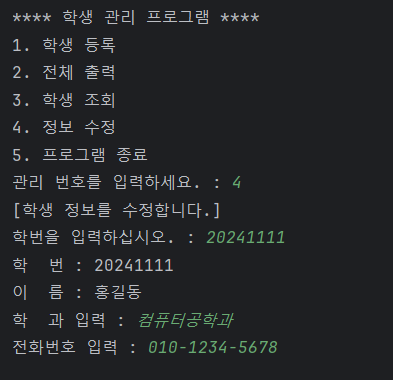 **** 학생 관리 프로그램 ****
1. 학생 등록
2. 전체 출력
3. 학생 조회
4. 정보 수정
5. 프로그램 종료
관리 번호를 입력하세요. : 4
[학생 정보를 수정합니다.]
학번을 입력하십시오. : 20241111
학  번 : 20241111
이  름 : 홍길동
학  과 입력 : 컴퓨터공학과
전화번호 입력 : 010-1234-5678